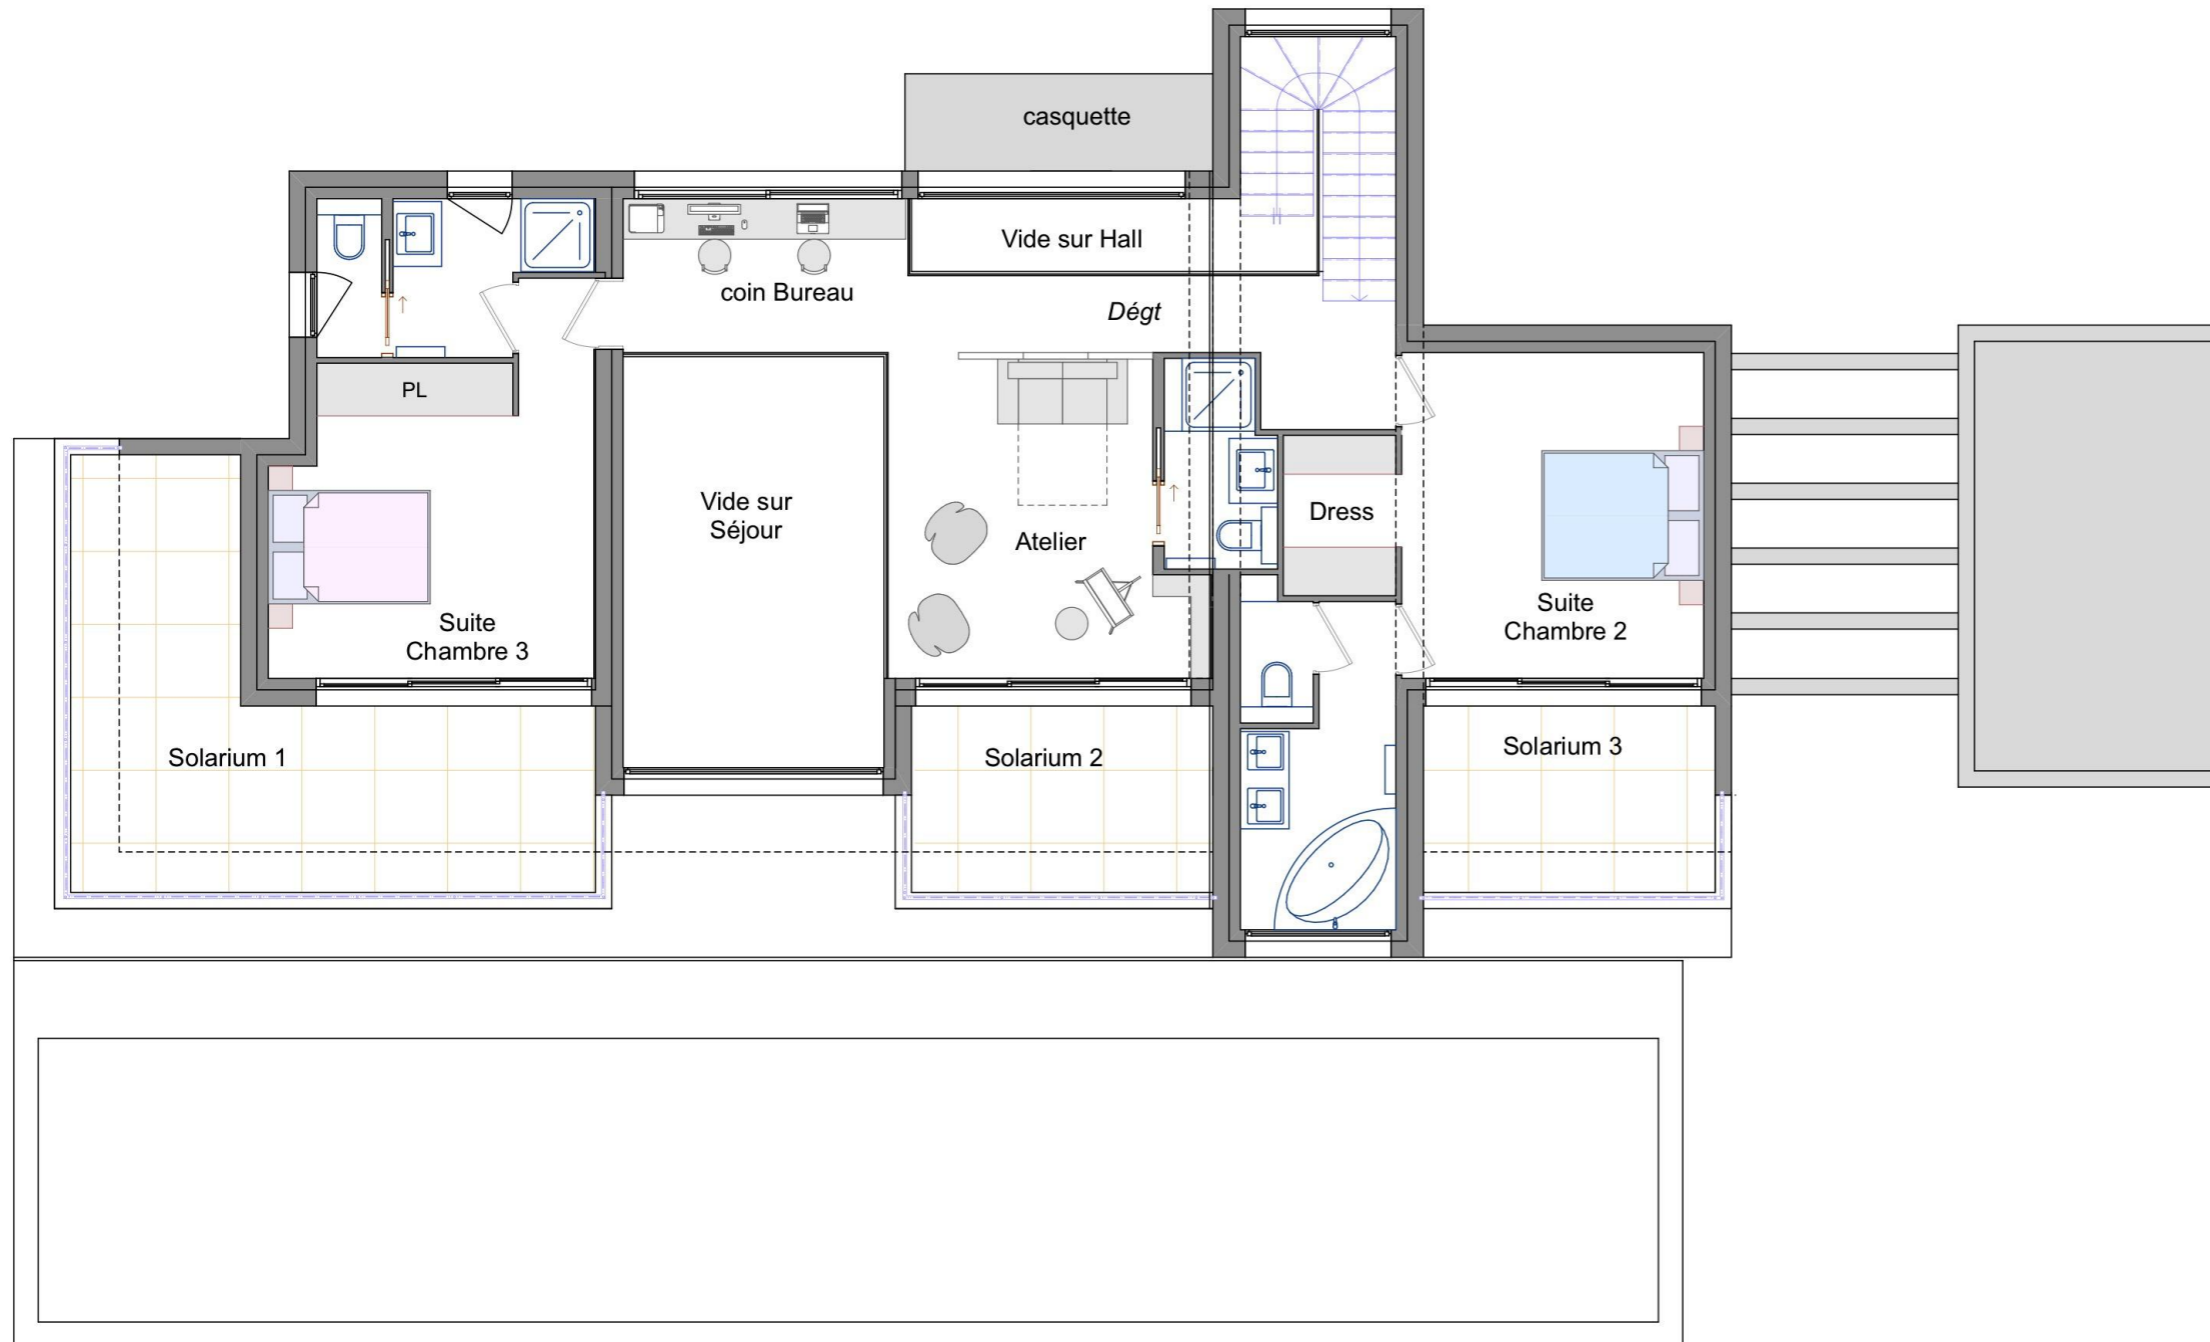 casquette
Vide sur Hall
coin Bureau
Dégt
PL
Vide sur
Séjour
Dress
Atelier
Suite
Chambre 2
Suite
Chambre 3
Solarium 1
Solarium 2
Solarium 3